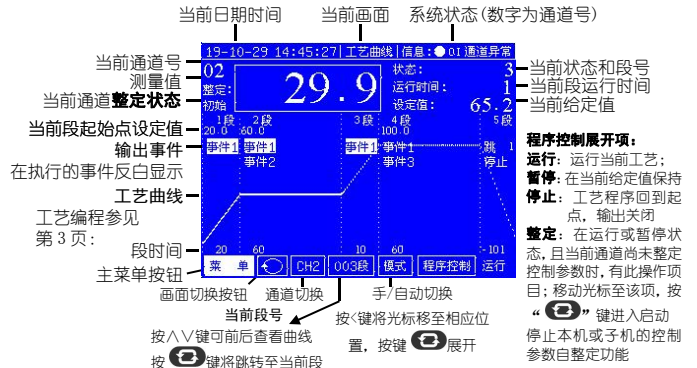 当前日期时间 当前画面 系统状态(数字为通道号)
19-10-29 14:45:27 工艺曲线 信息: 01通道异常
当前通道号
测量值
当前通道整定状态
当前段起始点设定值
输出事件
在执行的事件反白显示
工艺曲线
工艺编程参见
第3页:
段时间
主菜单按钮
02
整定:
初始
29.9
状态: 3
运行时间: 1
设定值: 65.2
1段 2段 3段 4段 5段
20.0 60.0 100.0
事件1 事件1 事件1 事件1 跳 1
事件2 事件3 停止
20 60 10 60 -101
菜 单 CH2 003段 模式 程序控制 运行
当前状态和段号
当前段运行时间
当前给定值
程序控制展开项:
运行: 运行当前工艺;
暂停: 在当前给定值保持
停止: 工艺程序回到起
点, 输出关闭
整定: 在运行或暂停状
态, 且当前通道尚未整定
控制参数时, 有此操作项
目; 移动光标至该项, 按
“ ”键进入启动
停止本机或子机的控制
参数自整定功能
画面切换按钮 通道切换 手/自动切换
当前段号
按∧∨键可前后查看曲线
按 键将跳转至当前段
按<键将光标移至相应位
置, 按键 展开